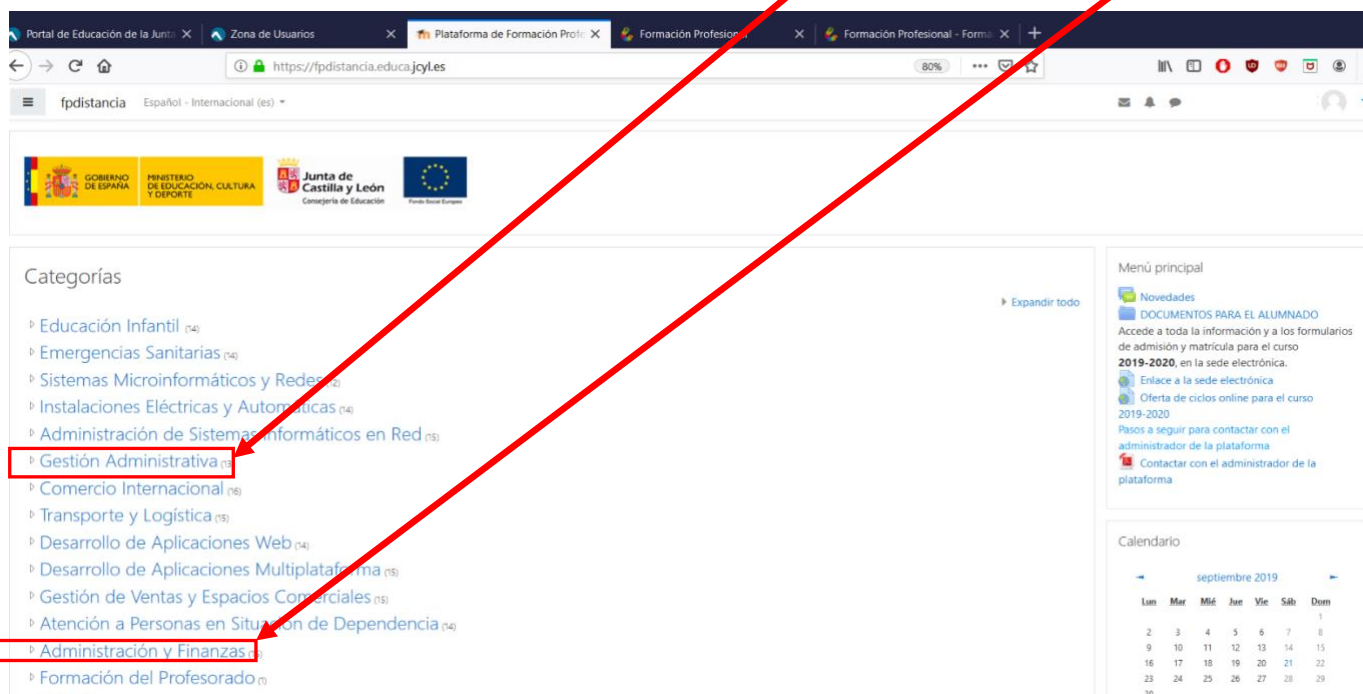 Portal de Educación de la Junta
Zona de Usuarios
Plataforma de Formación Profe
Formación Profesional
Formación Profesional - Forma
https://fpdistancia.educa.jcyl.es
80%
fpdistancia
Español - Internacional (es)
GOBIERNO DE ESPAÑA
MINISTERIO DE EDUCACIÓN, CULTURA Y DEPORTE
Junta de Castilla y León
Consejería de Educación
Fondo Social Europeo
Categorías
Expandir todo
Educación Infantil (14)
Emergencias Sanitarias (14)
Sistemas Microinformáticos y Redes
Instalaciones Eléctricas y Automáticas (14)
Administración de Sistemas Informáticos en Red (15)
Gestión Administrativa
Comercio Internacional (16)
Transporte y Logística (15)
Desarrollo de Aplicaciones Web (14)
Desarrollo de Aplicaciones Multiplataforma (15)
Gestión de Ventas y Espacios Comerciales (15)
Atención a Personas en Situación de Dependencia (14)
Administración y Finanzas
Formación del Profesorado (1)
Menú principal
Novedades
DOCUMENTOS PARA EL ALUMNADO
Accede a toda la información y a los formularios
de admisión y matrícula para el curso
2019-2020, en la sede electrónica.
Enlace a la sede electrónica
Oferta de ciclos online para el curso
2019-2020
Pasos a seguir para contactar con el
administrador de la plataforma
Contactar con el administrador de la
plataforma
Calendario
septiembre 2019
Lun Mar Mié Jue Vie Sáb Dom
1
2 3 4 5 6 7 8
9 10 11 12 13 14 15
16 17 18 19 20 21 22
23 24 25 26 27 28 29
30